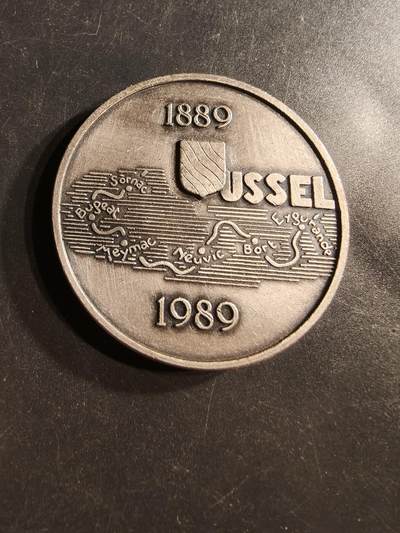 1889
USSEL
Sornac
Bugeat
Eygurande
Meymac
Neuvic
Bort
1989